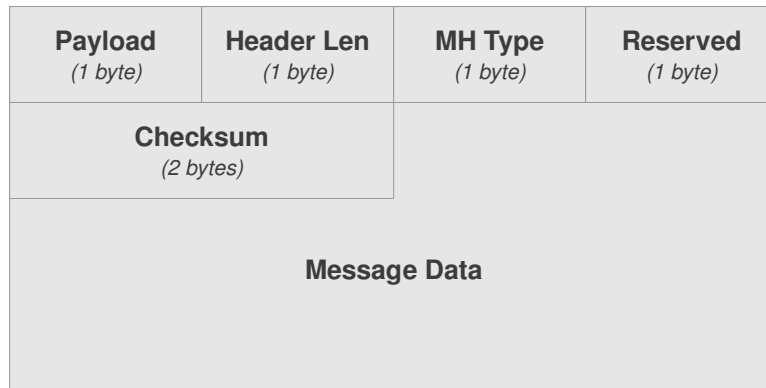 Payload Header Len MH Type Reserved
(1 byte) (1 byte) (1 byte) (1 byte)
Checksum
(2 bytes)
Message Data